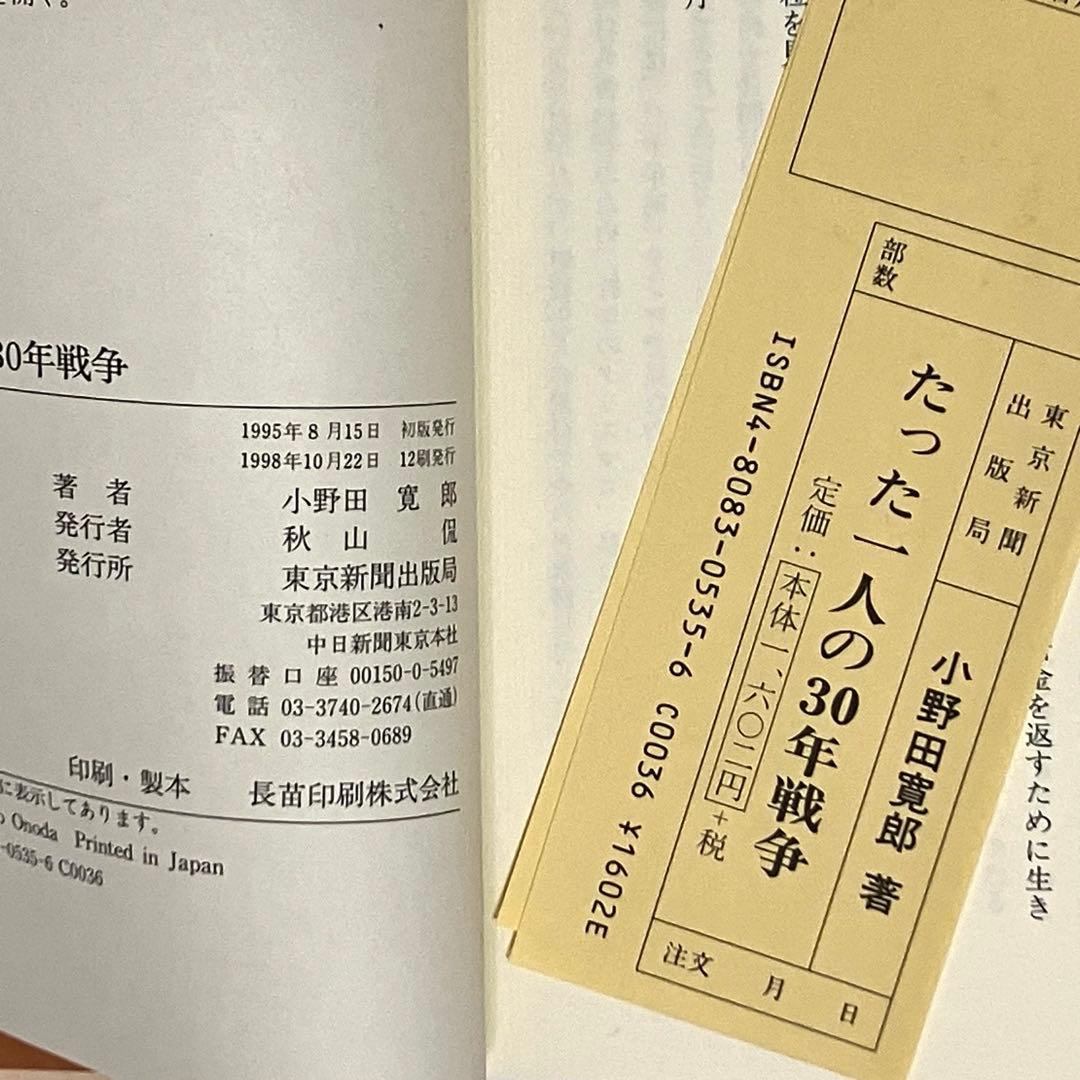 30年戦争
1995年8月15日 初版発行
1998年10月22日 12刷発行
著者 小野田 寛郎
発行者 秋山 侃
発行所 東京新聞出版局
東京都港区港南2-3-13
中日新聞東京本社
振替口座 00150-0-5497
電話 03-3740-2674(直通)
FAX 03-3458-0689
印刷・製本 長苗印刷株式会社
に表示してあります。
Onoda Printed in Japan
-0535-6 C0036
部数
東京新聞
出版局
小野田寛郎 著
たった一人の30年戦争
定価:本体一、六〇二円+税
ISBN4-8083-0535-6 C0036 ¥1602E
注文 月 日
金を返すために生き